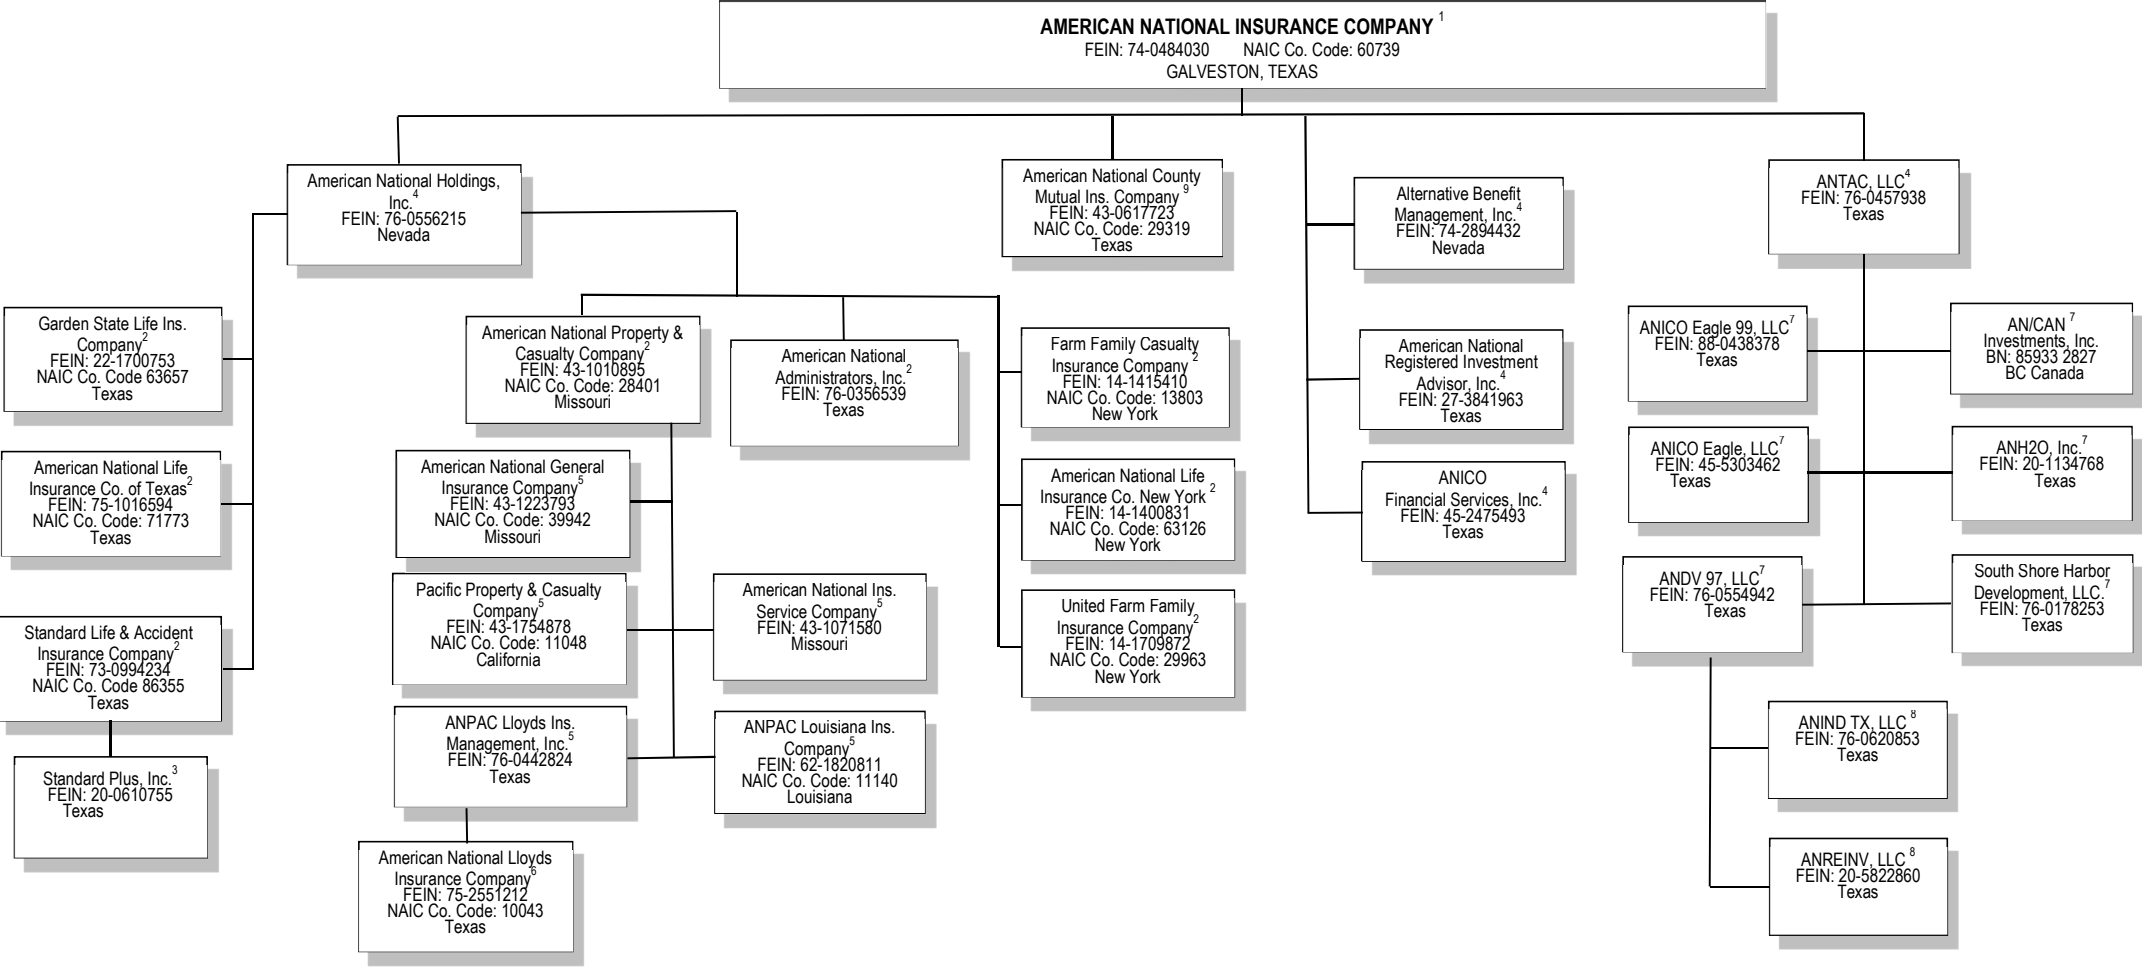 AMERICAN NATIONAL INSURANCE COMPANY 1
FEIN: 74-0484030 NAIC Co. Code: 60739
GALVESTON, TEXAS
American National Holdings,
Inc.4
FEIN: 76-0556215
Nevada
American National County
Mutual Ins. Company 9
FEIN: 43-0617723
NAIC Co. Code: 29319
Texas
Alternative Benefit
Management, Inc.4
FEIN: 74-2894432
Nevada
ANTAC, LLC4
FEIN: 76-0457938
Texas
Garden State Life Ins.
Company2
FEIN: 22-1700753
NAIC Co. Code 63657
Texas
American National Property &
Casualty Company2
FEIN: 43-1010895
NAIC Co. Code: 28401
Missouri
American National
Administrators, Inc.2
FEIN: 76-0356539
Texas
Farm Family Casualty
Insurance Company 2
FEIN: 14-1415410
NAIC Co. Code: 13803
New York
American National
Registered Investment
Advisor, Inc.4
FEIN: 27-3841963
Texas
ANICO Eagle 99, LLC7
FEIN: 88-0438378
Texas
AN/CAN 7
Investments, Inc.
BN: 85933 2827
BC Canada
American National Life
Insurance Co. of Texas2
FEIN: 75-1016594
NAIC Co. Code: 71773
Texas
American National General
Insurance Company5
FEIN: 43-1223793
NAIC Co. Code: 39942
Missouri
American National Life
Insurance Co. New York 2
FEIN: 14-1400831
NAIC Co. Code: 63126
New York
ANICO
Financial Services, Inc.4
FEIN: 45-2475493
Texas
ANICO Eagle, LLC7
FEIN: 45-5303462
Texas
ANH2O, Inc.7
FEIN: 20-1134768
Texas
Standard Life & Accident
Insurance Company2
FEIN: 73-0994234
NAIC Co. Code 86355
Texas
Pacific Property & Casualty
Company5
FEIN: 43-1754878
NAIC Co. Code: 11048
California
American National Ins.
Service Company5
FEIN: 43-1071580
Missouri
United Farm Family
Insurance Company2
FEIN: 14-1709872
NAIC Co. Code: 29963
New York
ANDV 97, LLC7
FEIN: 76-0554942
Texas
South Shore Harbor
Development, LLC.7
FEIN: 76-0178253
Texas
Standard Plus, Inc.3
FEIN: 20-0610755
Texas
ANPAC Lloyds Ins.
Management, Inc.5
FEIN: 76-0442824
Texas
ANPAC Louisiana Ins.
Company5
FEIN: 62-1820811
NAIC Co. Code: 11140
Louisiana
ANIND TX, LLC 8
FEIN: 76-0620853
Texas
American National Lloyds
Insurance Company6
FEIN: 75-2551212
NAIC Co. Code: 10043
Texas
ANREINV, LLC 8
FEIN: 20-5822860
Texas